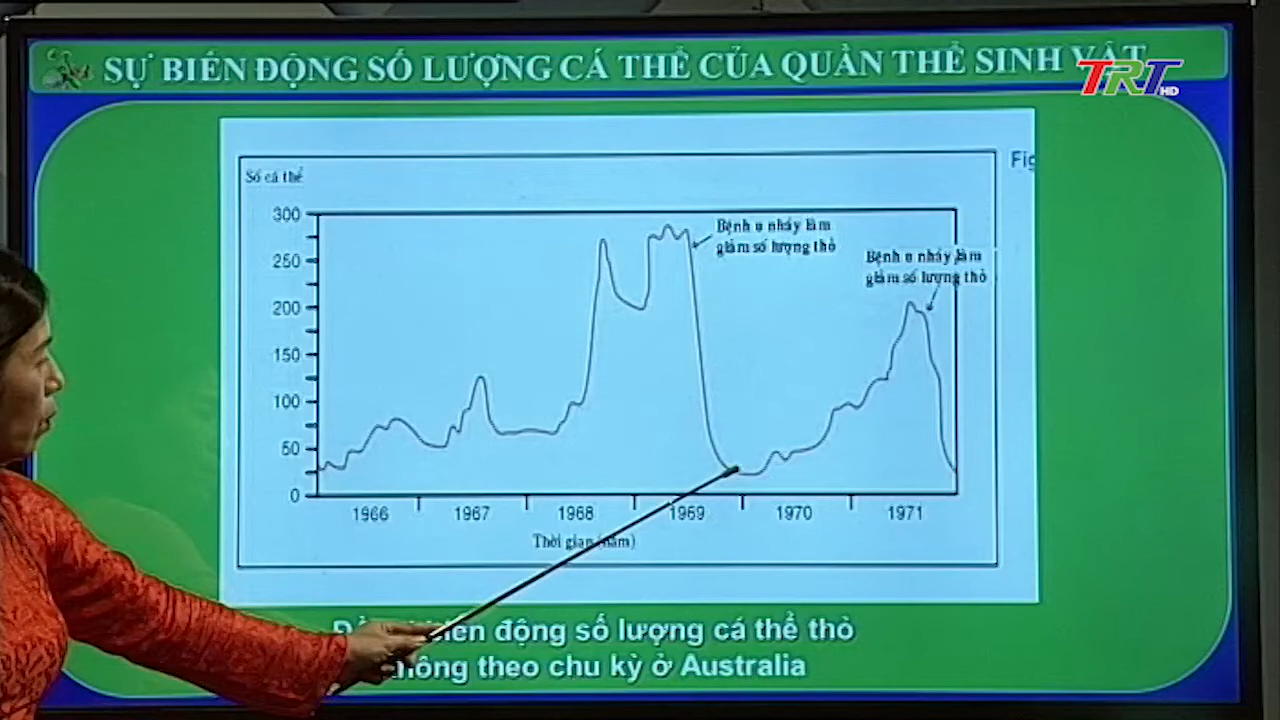 SỰ BIẾN ĐỘNG SỐ LƯỢNG CÁ THỂ CỦA QUẦN THỂ SINH VẬT
TRT HD
Fig
Số cá thể
300
250
200
150
100
50
0
Bệnh u nhầy làm
giảm số lượng thỏ
Bệnh u nhầy làm
giảm số lượng thỏ
1966 1967 1968 1969 1970 1971
Thời gian (năm)
biến động số lượng cá thể thỏ
không theo chu kỳ ở Australia